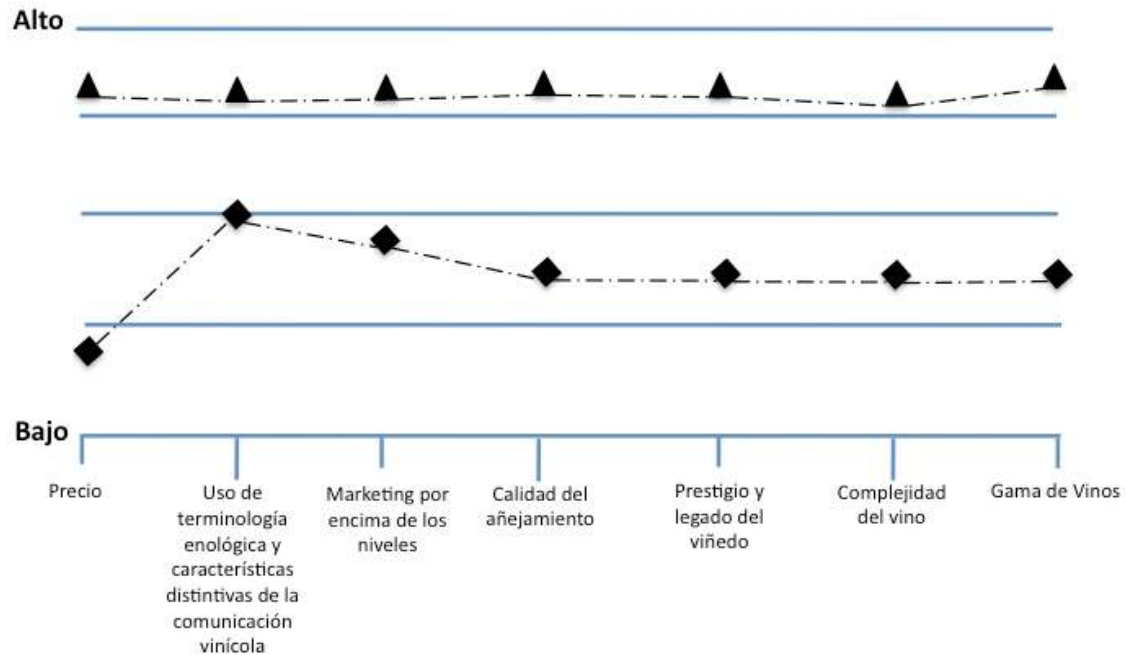 Alto
Bajo
Precio
Uso de
terminología
enológica y
características
distintivas de la
comunicación
vinícola
Marketing por
encima de los
niveles
Calidad del
añejamiento
Prestigio y
legado del
viñedo
Complejidad
del vino
Gama de Vinos